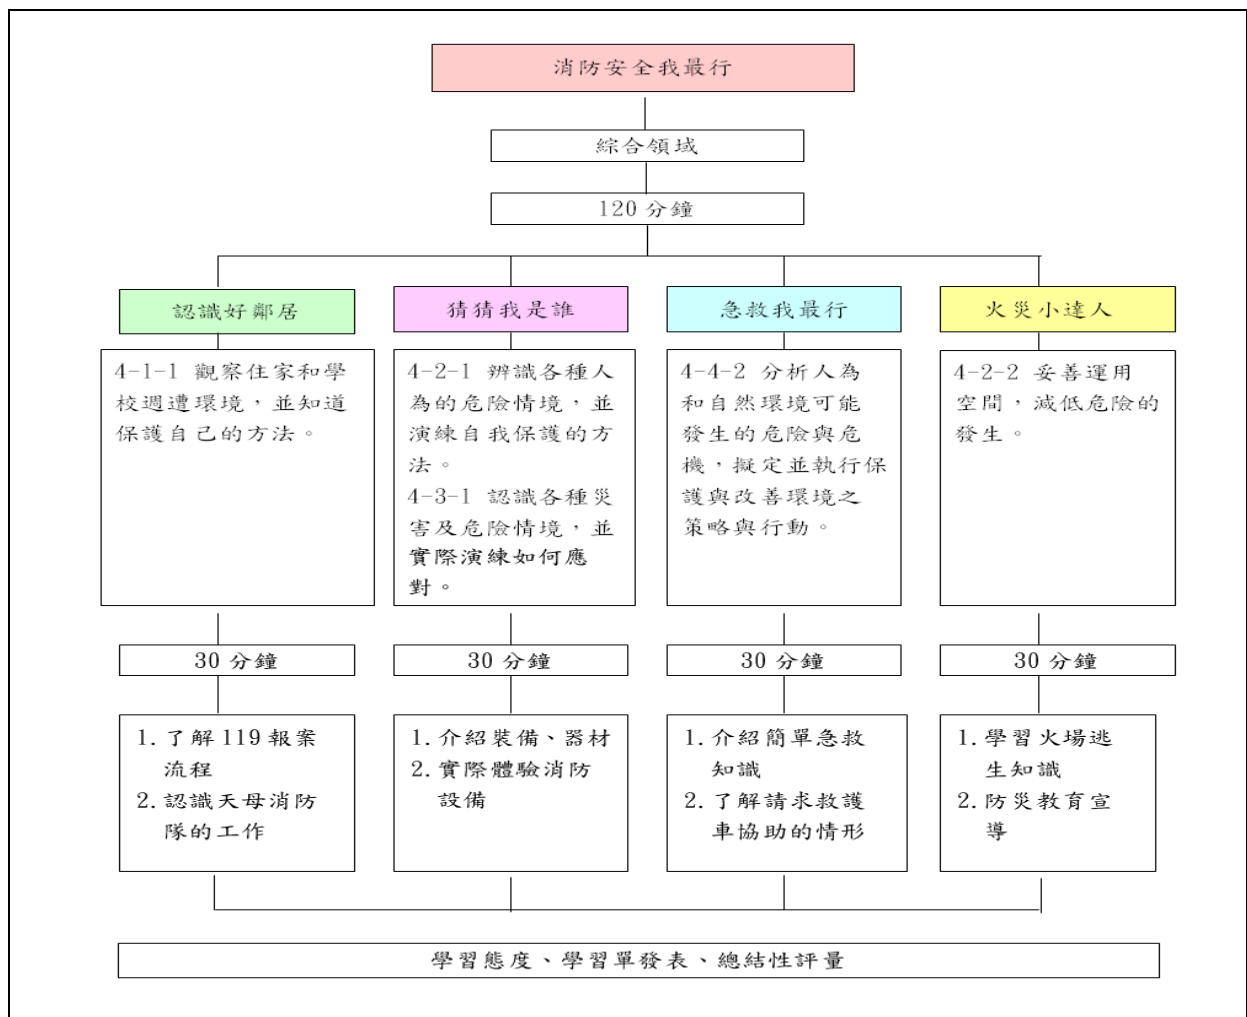 消防安全我最行
綜合領域
120 分鐘
認識好鄰居
4-1-1 觀察住家和學
校週遭環境，並知道
保護自己的方法。
30 分鐘
1. 了解 119 報案
流程
2. 認識天母消防
隊的工作
猜猜我是誰
4-2-1 辨識各種人
為的危險情境，並
演練自我保護的方
法。
4-3-1 認識各種災
害及危險情境，並
實際演練如何應
對。
30 分鐘
1. 介紹裝備、器材
2. 實際體驗消防
設備
急救我最行
4-4-2 分析人為
和自然環境可能
發生的危險與危
機，擬定並執行保
護與改善環境之
策略與行動。
30 分鐘
1. 介紹簡單急救
知識
2. 了解請求救護
車協助的情形
火災小達人
4-2-2 妥善運用
空間，減低危險的
發生。
30 分鐘
1. 學習火場逃
生知識
2. 防災教育宣
導
學習態度、學習單發表、總結性評量